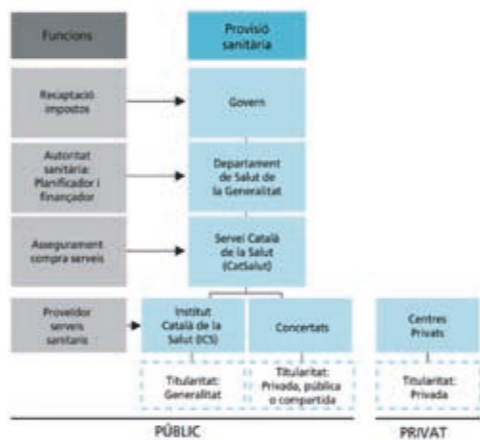 Funcions
Provisió
sanitària
Recaptació
impostos
Govern
Autoritat
sanitària:
Planificador i
finançador
Departament
de Salut de
la Generalitat
Assegurament
compra serveis
Servei Català
de la Salut
(CatSalut)
Proveïdor
serveis
sanitaris
Institut
Català de la
Salut (ICS)
Concertats
Centres
Privats
Titularitat:
Generalitat
Titularitat:
Privada, pública
o compartida
Titularitat:
Privada
PÚBLIC
PRIVAT